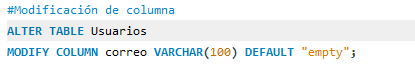 #Modificación de columna
ALTER TABLE Usuarios
MODIFY COLUMN correo VARCHAR(100) DEFAULT "empty";